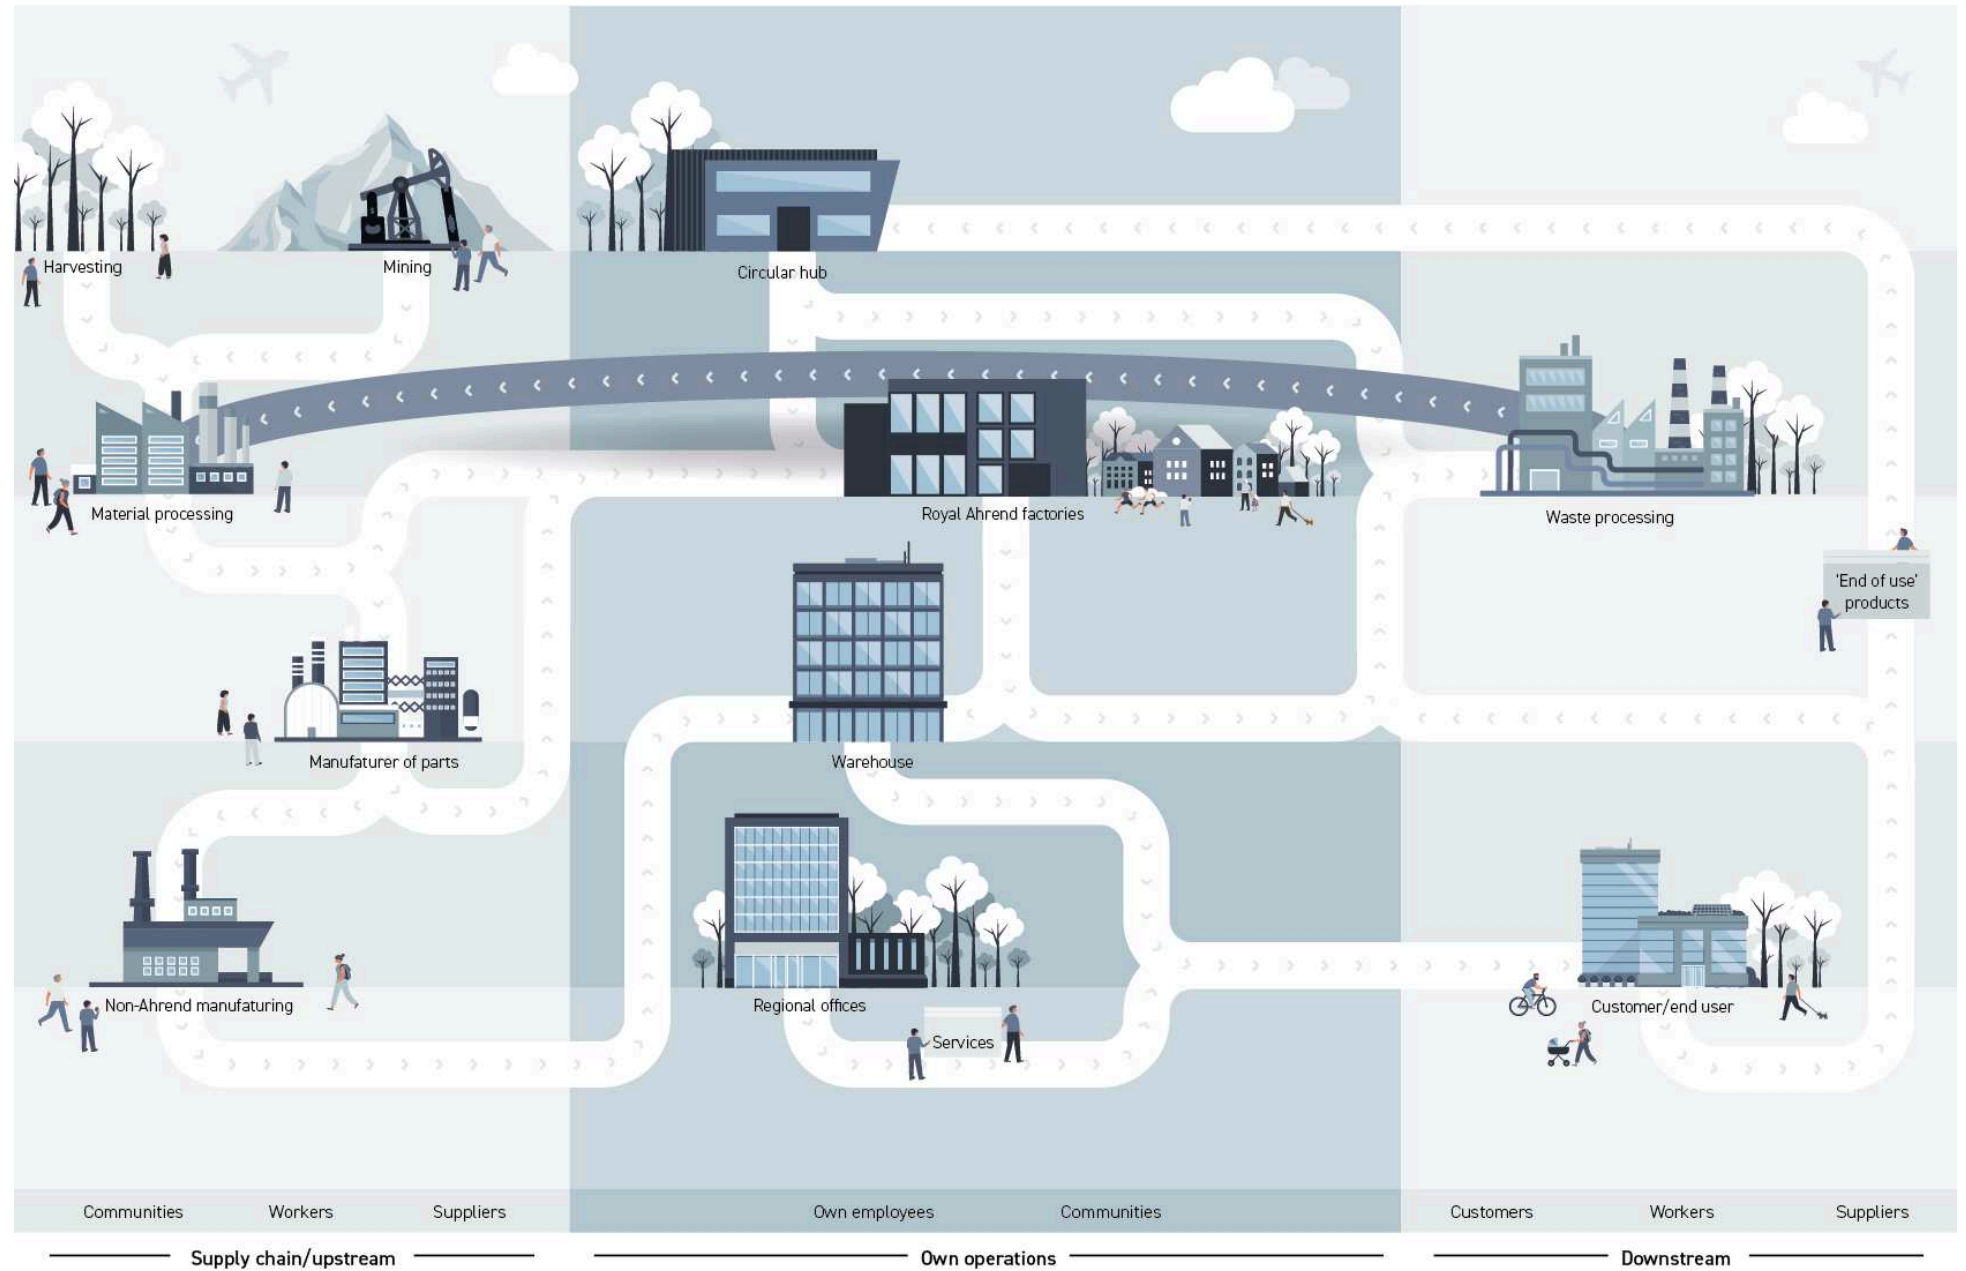 Harvesting
Mining
Circular hub
Material processing
Royal Ahrend factories
Waste processing
'End of use'
products
Manufaturer of parts
Warehouse
Non-Ahrend manufaturing
Regional offices
Customer/end user
Services
Communities
Workers
Suppliers
Own employees
Communities
Customers
Workers
Suppliers
Supply chain/upstream
Own operations
Downstream